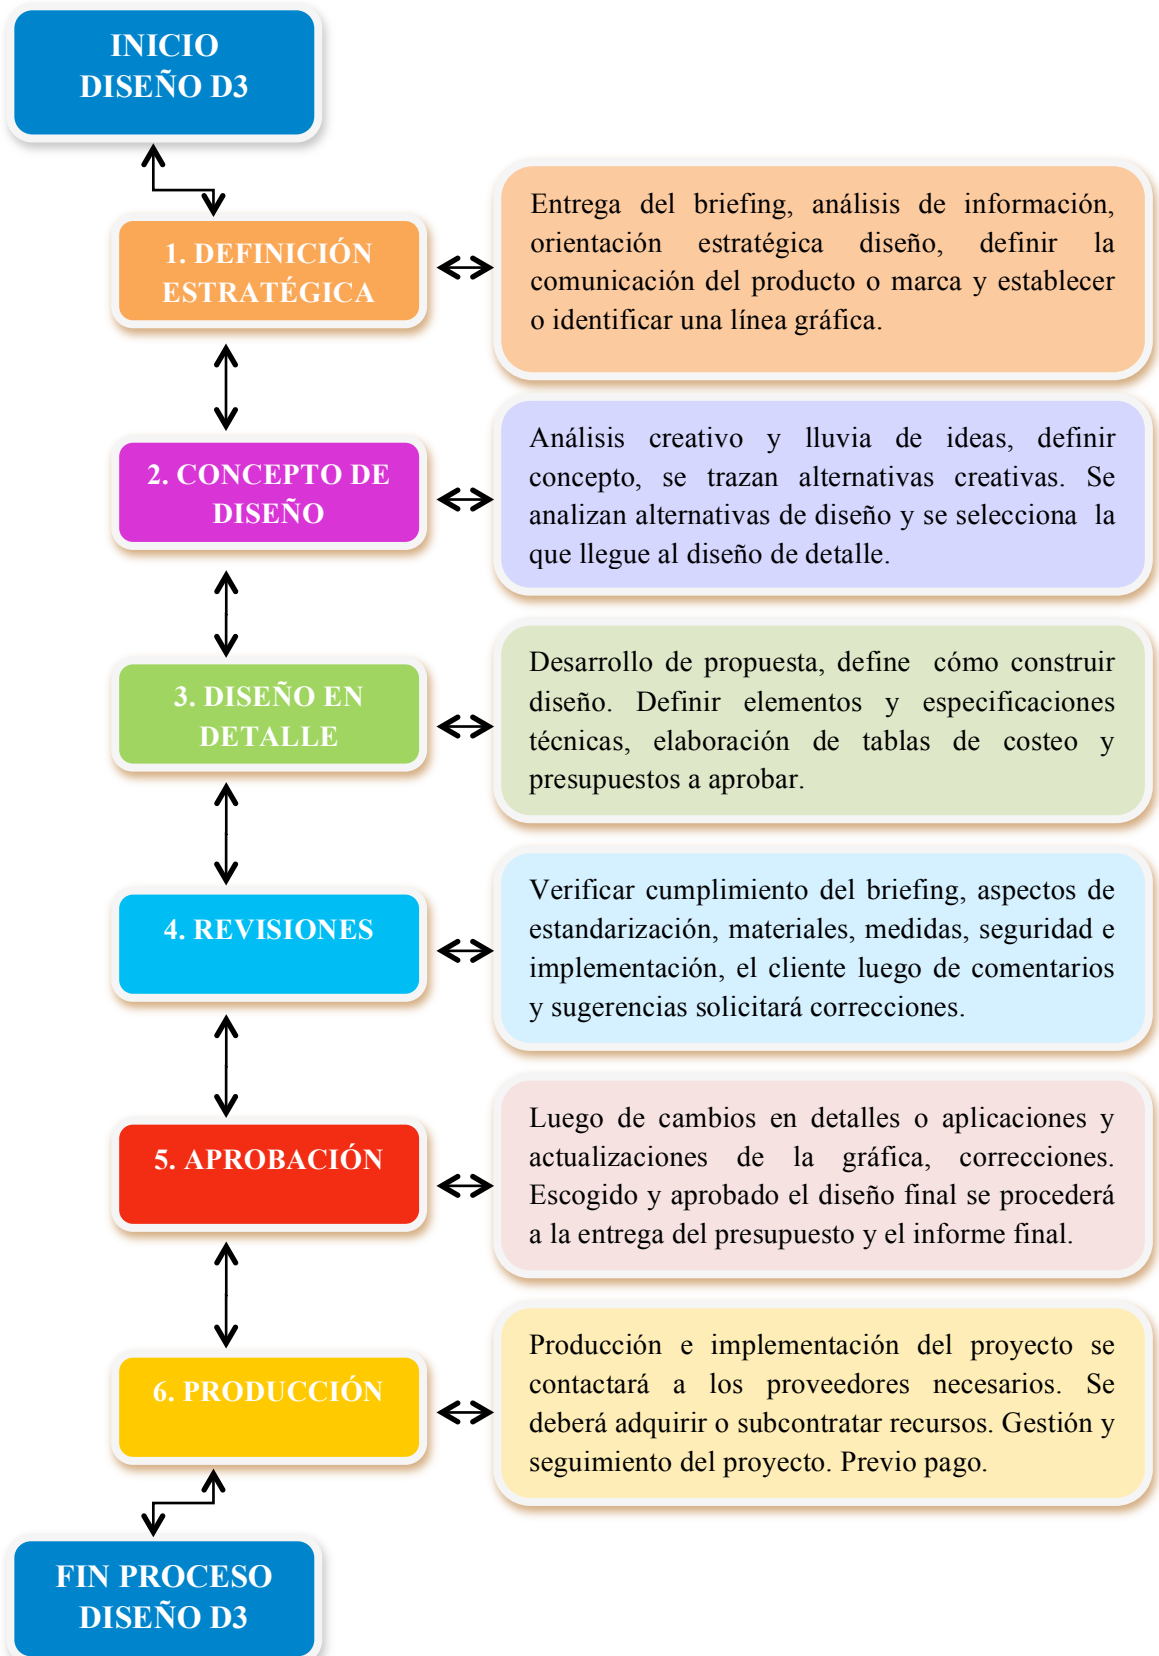 INICIO
DISEÑO D3
1. DEFINICIÓN
ESTRATÉGICA
Entrega del briefing, análisis de información,
orientación estratégica diseño, definir la
comunicación del producto o marca y establecer
o identificar una línea gráfica.
2. CONCEPTO DE
DISEÑO
Análisis creativo y lluvia de ideas, definir
concepto, se trazan alternativas creativas. Se
analizan alternativas de diseño y se selecciona la
que llegue al diseño de detalle.
3. DISEÑO EN
DETALLE
Desarrollo de propuesta, define cómo construir
diseño. Definir elementos y especificaciones
técnicas, elaboración de tablas de costeo y
presupuestos a aprobar.
4. REVISIONES
Verificar cumplimiento del briefing, aspectos de
estandarización, materiales, medidas, seguridad e
implementación, el cliente luego de comentarios
y sugerencias solicitará correcciones.
5. APROBACIÓN
Luego de cambios en detalles o aplicaciones y
actualizaciones de la gráfica, correcciones.
Escogido y aprobado el diseño final se procederá
a la entrega del presupuesto y el informe final.
6. PRODUCCIÓN
Producción e implementación del proyecto se
contactará a los proveedores necesarios. Se
deberá adquirir o subcontratar recursos. Gestión y
seguimiento del proyecto. Previo pago.
FIN PROCESO
DISEÑO D3